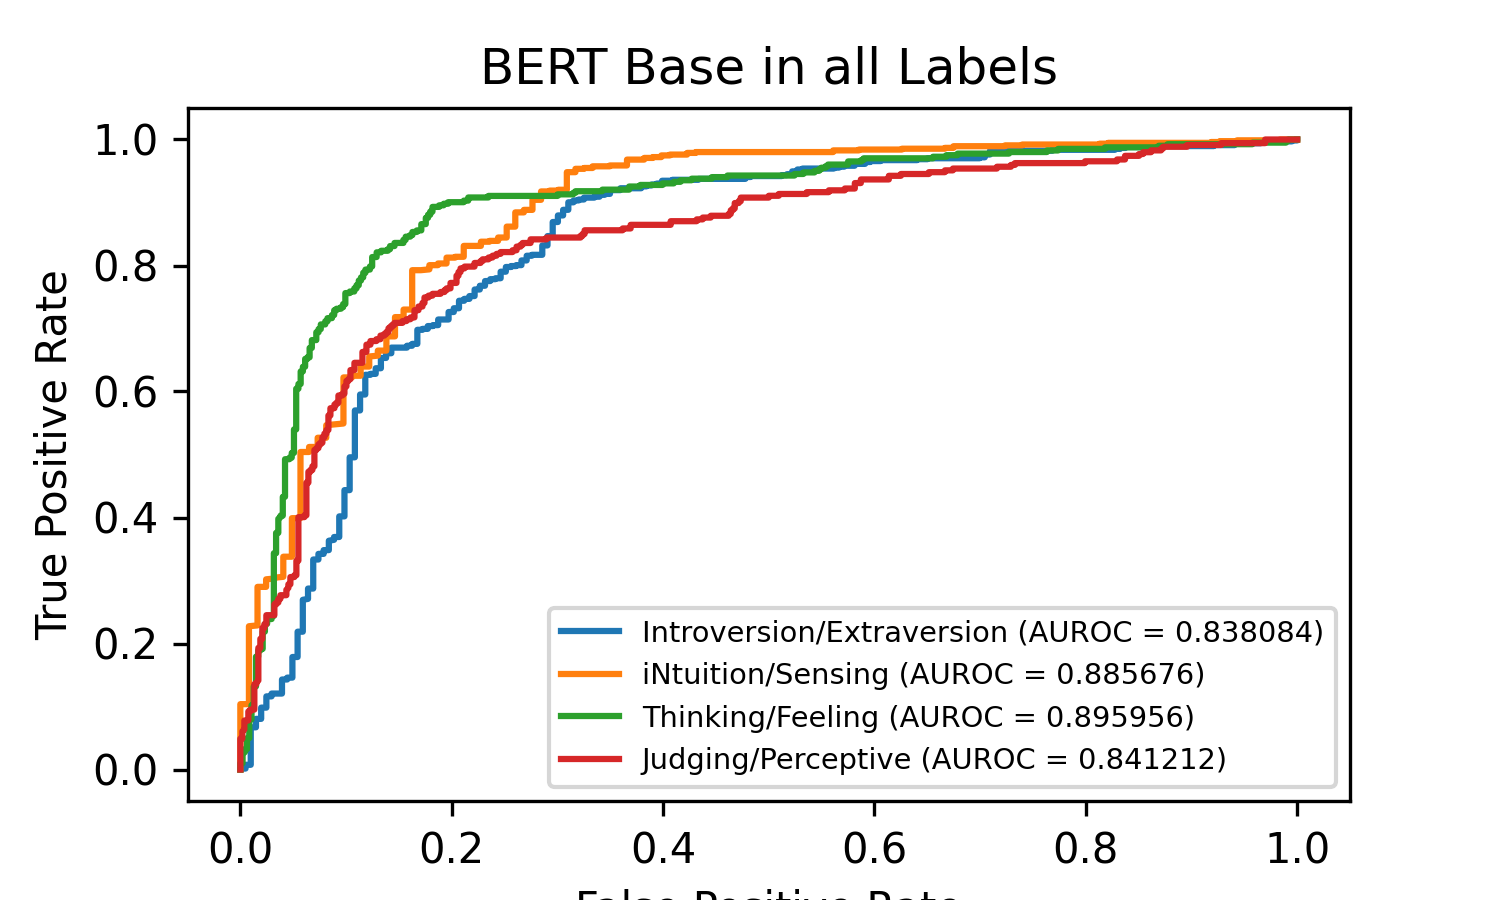 BERT Base in all Labels
True Positive Rate
1.0
0.8
0.6
0.4
0.2
0.0
Introversion/Extraversion (AUROC = 0.838084)
iNtuition/Sensing (AUROC = 0.885676)
Thinking/Feeling (AUROC = 0.895956)
Judging/Perceptive (AUROC = 0.841212)
0.0 0.2 0.4 0.6 0.8 1.0
False Positive Rate